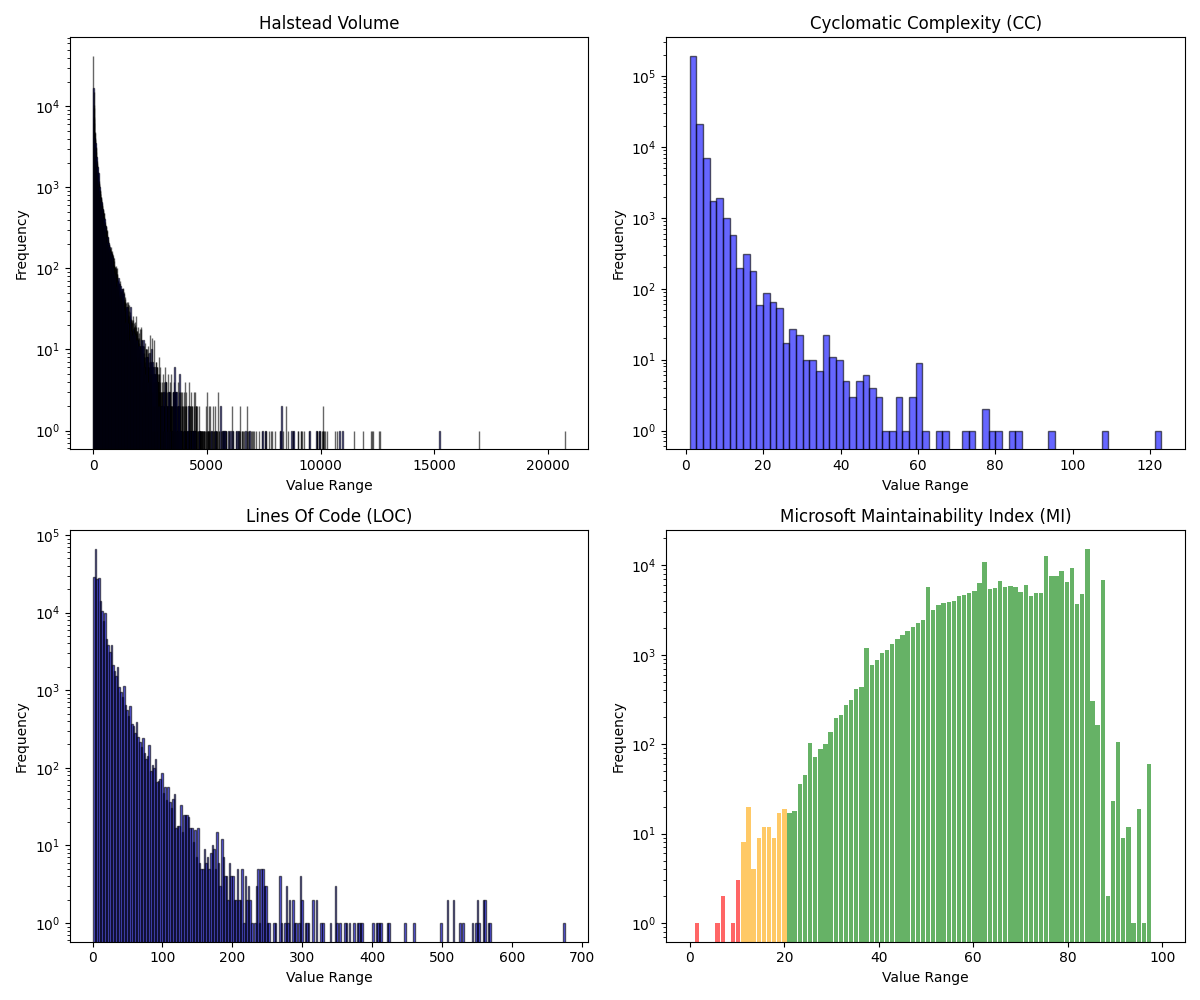 Halstead Volume
Frequency
10⁴
10³
10²
10¹
10⁰
0 5000 10000 15000 20000
Value Range
Cyclomatic Complexity (CC)
Frequency
10⁵
10⁴
10³
10²
10¹
10⁰
0 20 40 60 80 100 120
Value Range
Lines Of Code (LOC)
Frequency
10⁵
10⁴
10³
10²
10¹
10⁰
0 100 200 300 400 500 600 700
Value Range
Microsoft Maintainability Index (MI)
Frequency
10⁴
10³
10²
10¹
10⁰
0 20 40 60 80 100
Value Range